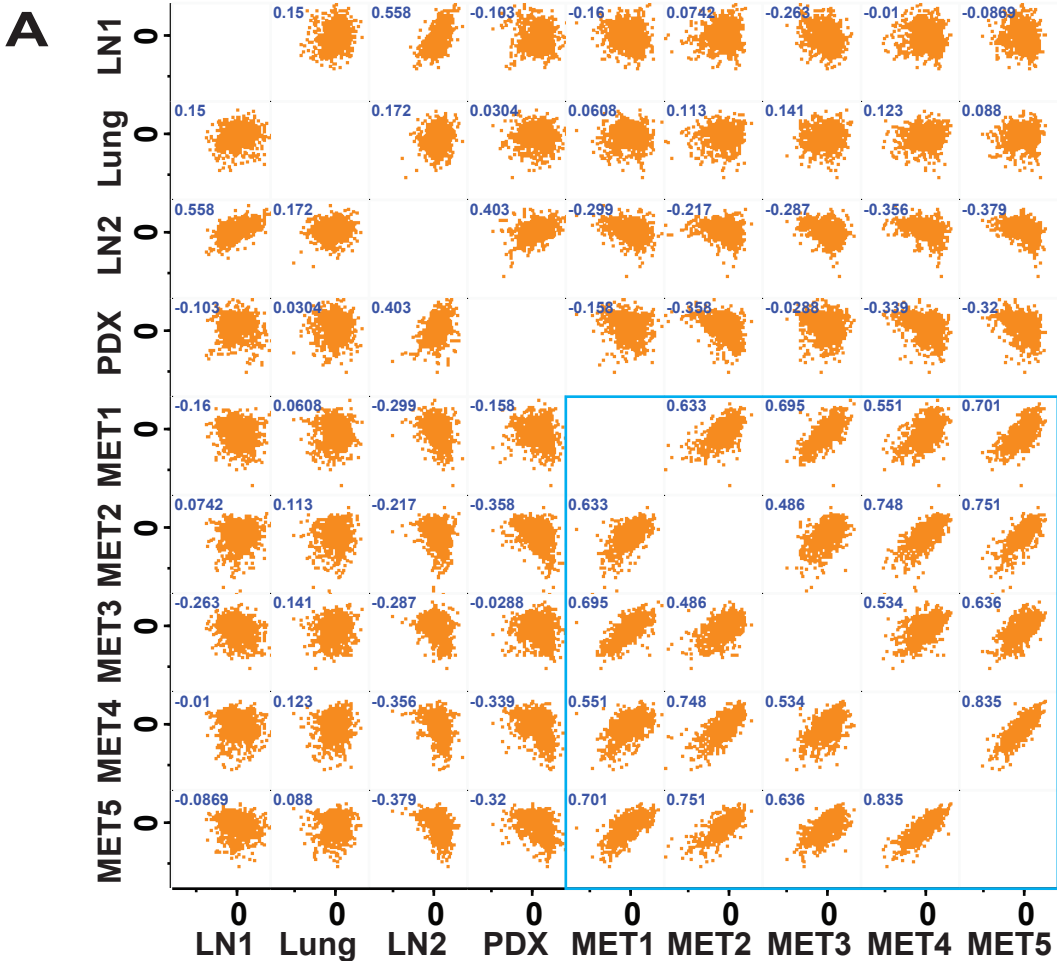 A
LN1 0 0.15 0.558 -0.103 -0.16 0.0742 -0.263 -0.01 -0.0869
Lung 0 0.15 0.172 0.0304 0.0608 0.113 0.141 0.123 0.088
LN2 0 0.558 0.172 0.403 -0.299 -0.217 -0.287 -0.356 -0.379
PDX 0 -0.103 0.0304 0.403 -0.158 -0.358 -0.0288 -0.339 -0.32
MET1 0 -0.16 0.0608 -0.299 -0.158 0.633 0.695 0.551 0.701
MET2 0 0.0742 0.113 -0.217 -0.358 0.633 0.486 0.748 0.751
MET3 0 -0.263 0.141 -0.287 -0.0288 0.695 0.486 0.534 0.636
MET4 0 -0.01 0.123 -0.356 -0.339 0.551 0.748 0.534 0.835
MET5 0 -0.0869 0.088 -0.379 -0.32 0.701 0.751 0.636 0.835
0 0 0 0 0 0 0 0 0
LN1 Lung LN2 PDX MET1 MET2 MET3 MET4 MET5